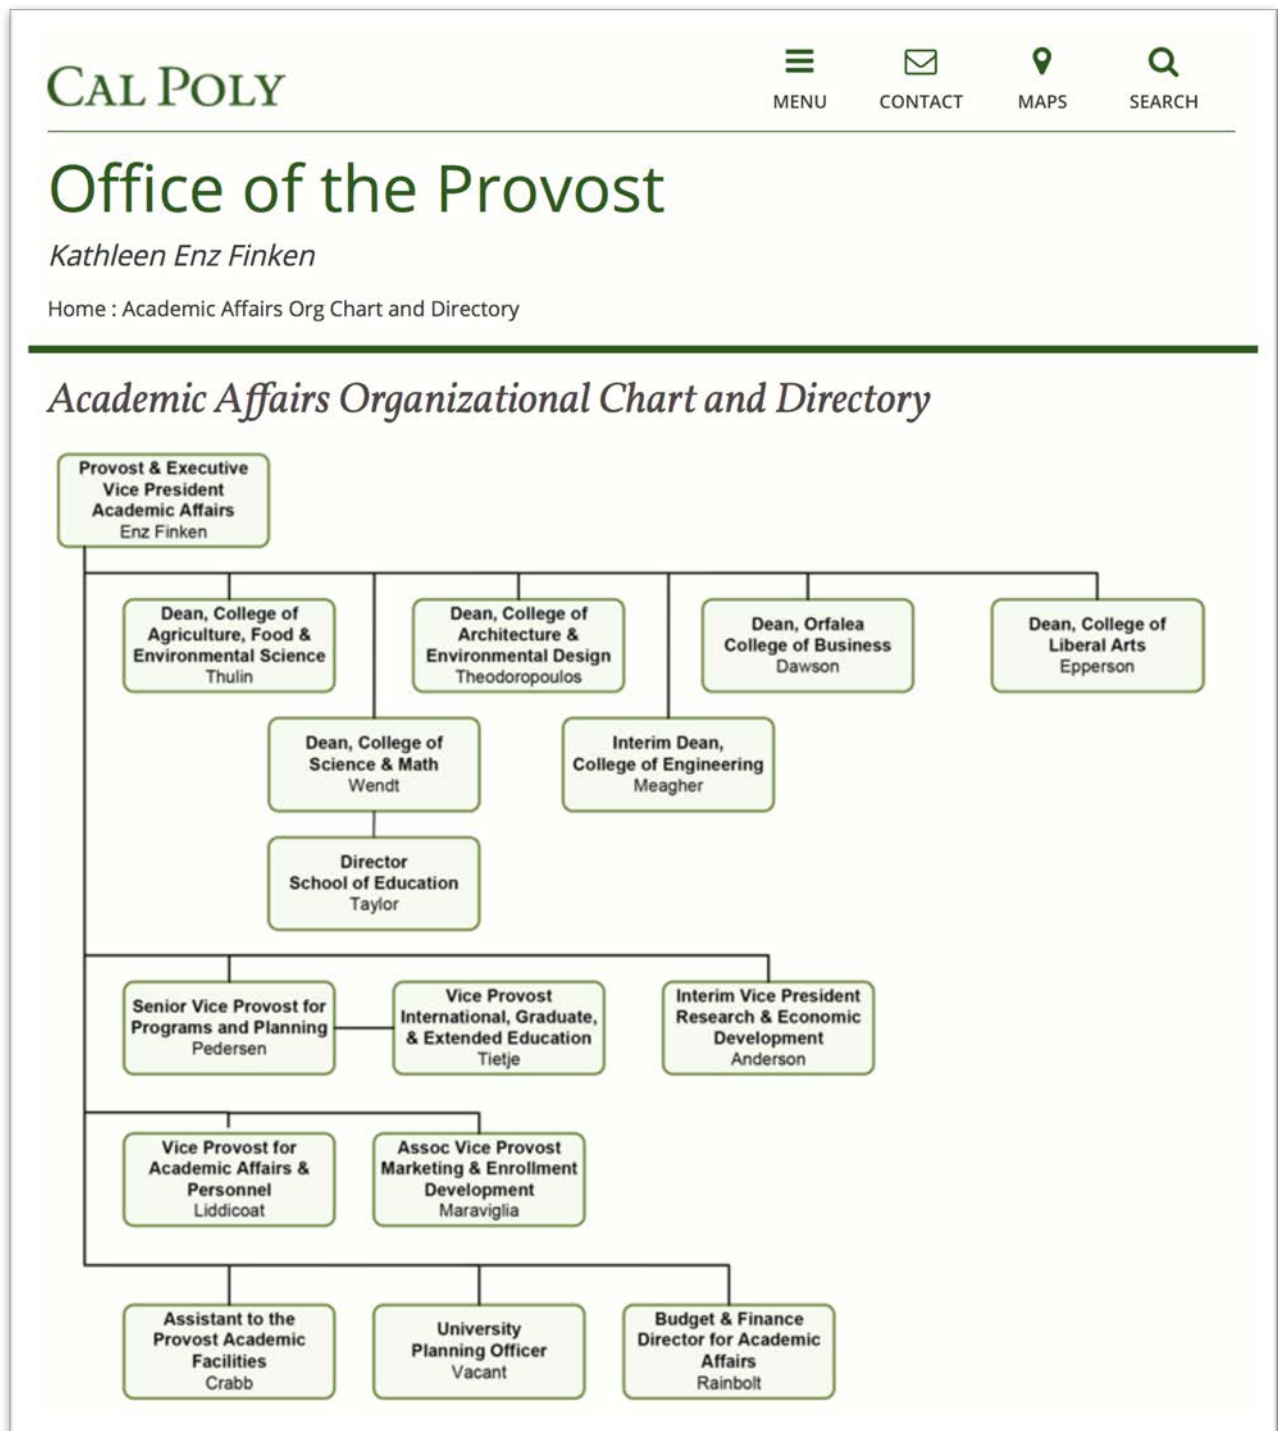 CAL POLY
MENU
CONTACT
MAPS
SEARCH
Office of the Provost
Kathleen Enz Finken
Home : Academic Affairs Org Chart and Directory
Academic Affairs Organizational Chart and Directory
Provost & Executive
Vice President
Academic Affairs
Enz Finken
Dean, College of
Agriculture, Food &
Environmental Science
Thulin
Dean, College of
Architecture &
Environmental Design
Theodoropoulos
Dean, Orfalea
College of Business
Dawson
Dean, College of
Liberal Arts
Epperson
Dean, College of
Science & Math
Wendt
Interim Dean,
College of Engineering
Meagher
Director
School of Education
Taylor
Senior Vice Provost for
Programs and Planning
Pedersen
Vice Provost
International, Graduate,
& Extended Education
Tietje
Interim Vice President
Research & Economic
Development
Anderson
Vice Provost for
Academic Affairs &
Personnel
Liddicoat
Assoc Vice Provost
Marketing & Enrollment
Development
Maraviglia
Assistant to the
Provost Academic
Facilities
Crabb
University
Planning Officer
Vacant
Budget & Finance
Director for Academic
Affairs
Rainbolt